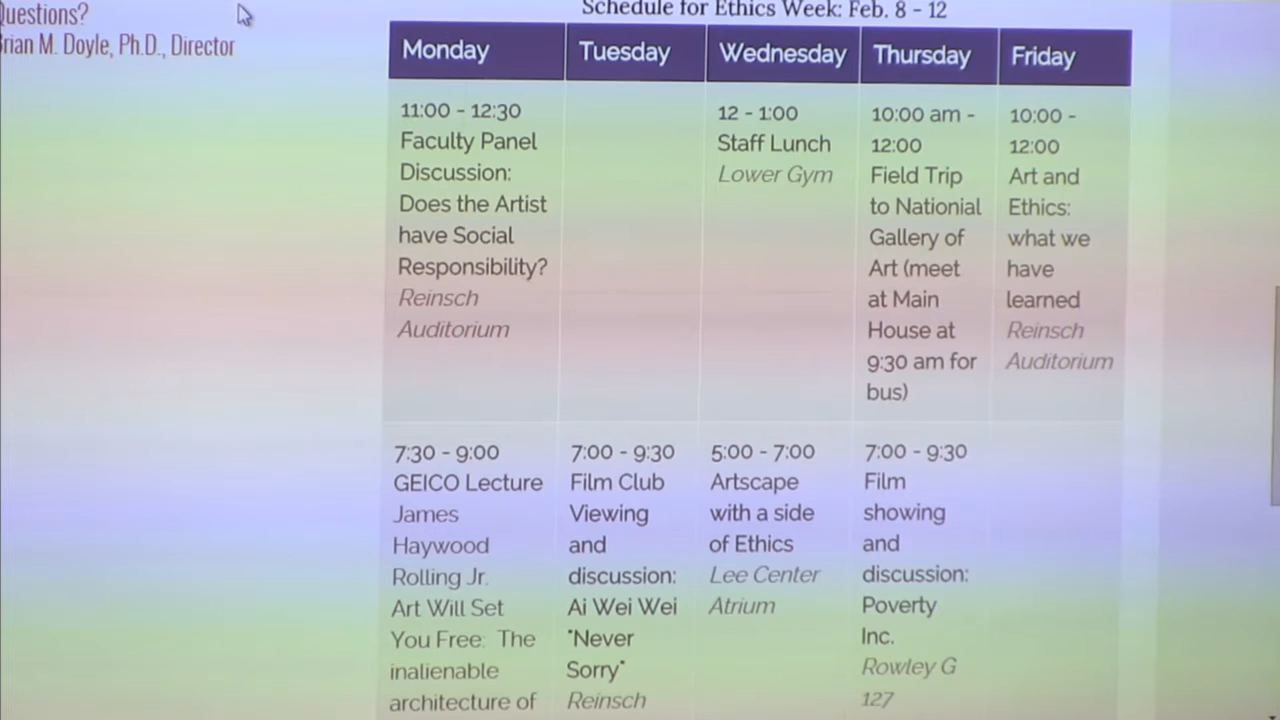 Questions?
Brian M. Doyle, Ph.D., Director
Schedule for Ethics Week: Feb. 8 - 12
Monday
Tuesday
Wednesday
Thursday
Friday
11:00 - 12:30
Faculty Panel
Discussion:
Does the Artist
have Social
Responsibility?
Reinsch
Auditorium
12 - 1:00
Staff Lunch
Lower Gym
10:00 am -
12:00
Field Trip
to Nationial
Gallery of
Art (meet
at Main
House at
9:30 am for
bus)
10:00 -
12:00
Art and
Ethics:
what we
have
learned
Reinsch
Auditorium
7:30 - 9:00
GEICO Lecture
James
Haywood
Rolling Jr.
Art Will Set
You Free: The
inalienable
architecture of
7:00 - 9:30
Film Club
Viewing
and
discussion:
Ai Wei Wei
"Never
Sorry"
Reinsch
5:00 - 7:00
Artscape
with a side
of Ethics
Lee Center
Atrium
7:00 - 9:30
Film
showing
and
discussion:
Poverty
Inc.
Rowley G
127